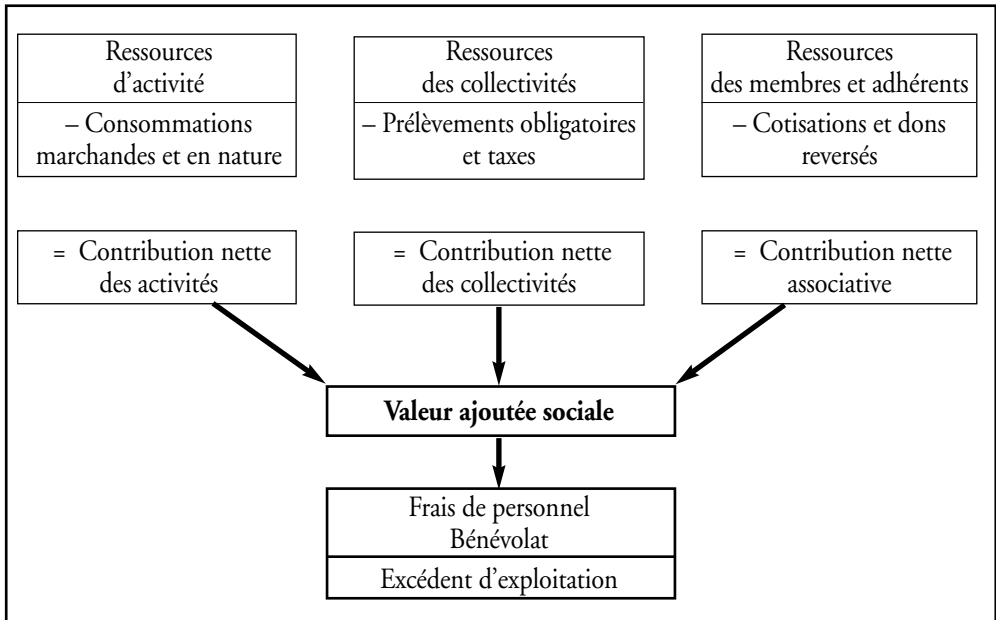 Ressources
d'activité
– Consommations
marchandes et en nature
Ressources
des collectivités
– Prélèvements obligatoires
et taxes
Ressources
des membres et adhérents
– Cotisations et dons
reversés
= Contribution nette
des activités
= Contribution nette
des collectivités
= Contribution nette
associative
Valeur ajoutée sociale
Frais de personnel
Bénévolat
Excédent d'exploitation